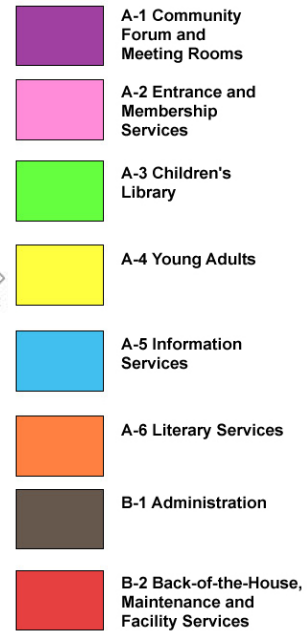 A-1 Community
Forum and
Meeting Rooms
A-2 Entrance and
Membership
Services
A-3 Children's
Library
A-4 Young Adults
A-5 Information
Services
A-6 Literary Services
B-1 Administration
B-2 Back-of-the-House,
Maintenance and
Facility Services